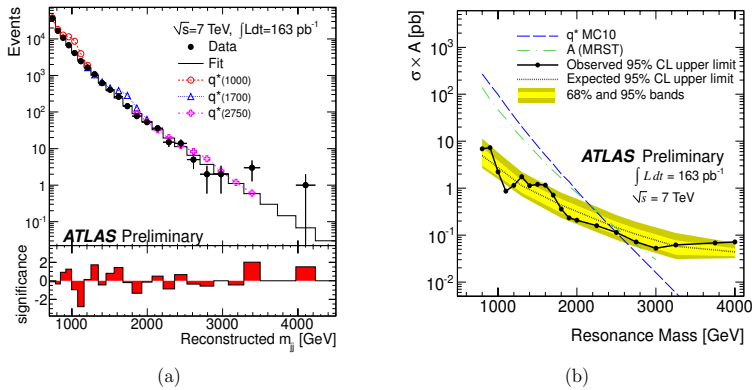 Events
√s=7 TeV, ∫Ldt=163 pb⁻¹
Data
Fit
q*(1000)
q*(1700)
q*(2750)
10⁴
10³
10²
10
1
10⁻¹
ATLAS Preliminary
significance
2
0
-2
1000 2000 3000 4000
Reconstructed mjj [GeV]
(a)
σ × A [pb]
q* MC10
A (MRST)
Observed 95% CL upper limit
Expected 95% CL upper limit
68% and 95% bands
10³
10²
10
1
10⁻¹
10⁻²
ATLAS Preliminary
∫ L dt = 163 pb⁻¹
√s = 7 TeV
1000 2000 3000 4000
Resonance Mass [GeV]
(b)